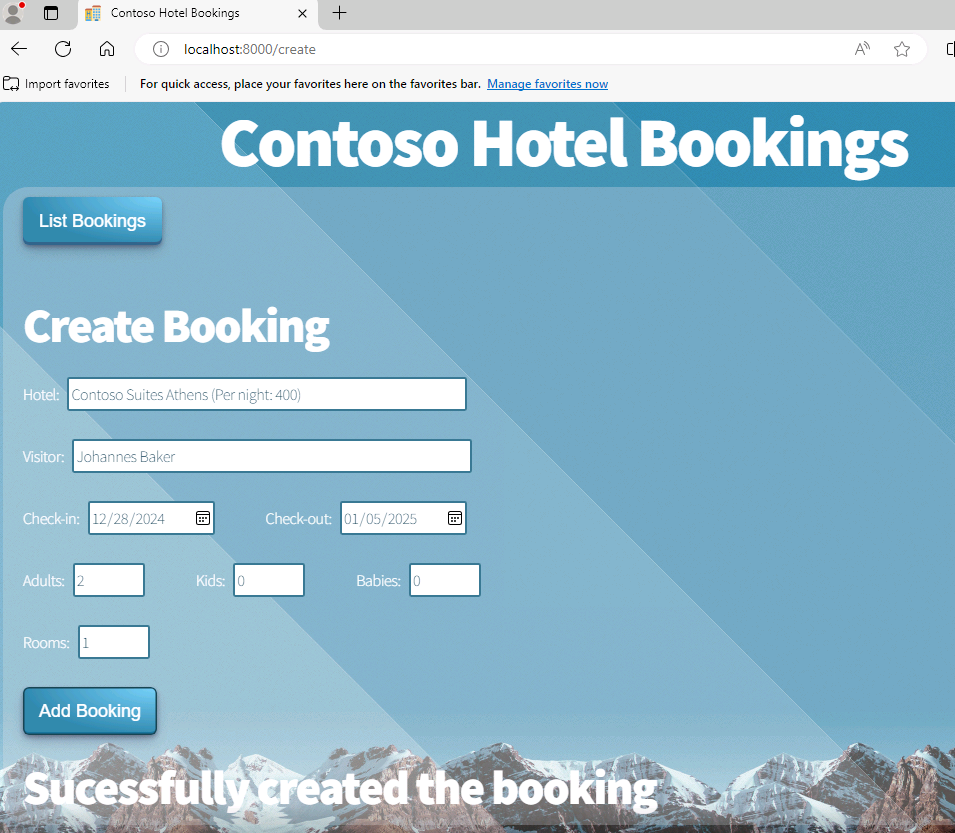 Contoso Hotel Bookings
localhost:8000/create
Import favorites For quick access, place your favorites here on the favorites bar. Manage favorites now
Contoso Hotel Bookings
List Bookings
Create Booking
Hotel: Contoso Suites Athens (Per night: 400)
Visitor: Johannes Baker
Check-in: 12/28/2024 Check-out: 01/05/2025
Adults: 2 Kids: 0 Babies: 0
Rooms: 1
Add Booking
Sucessfully created the booking